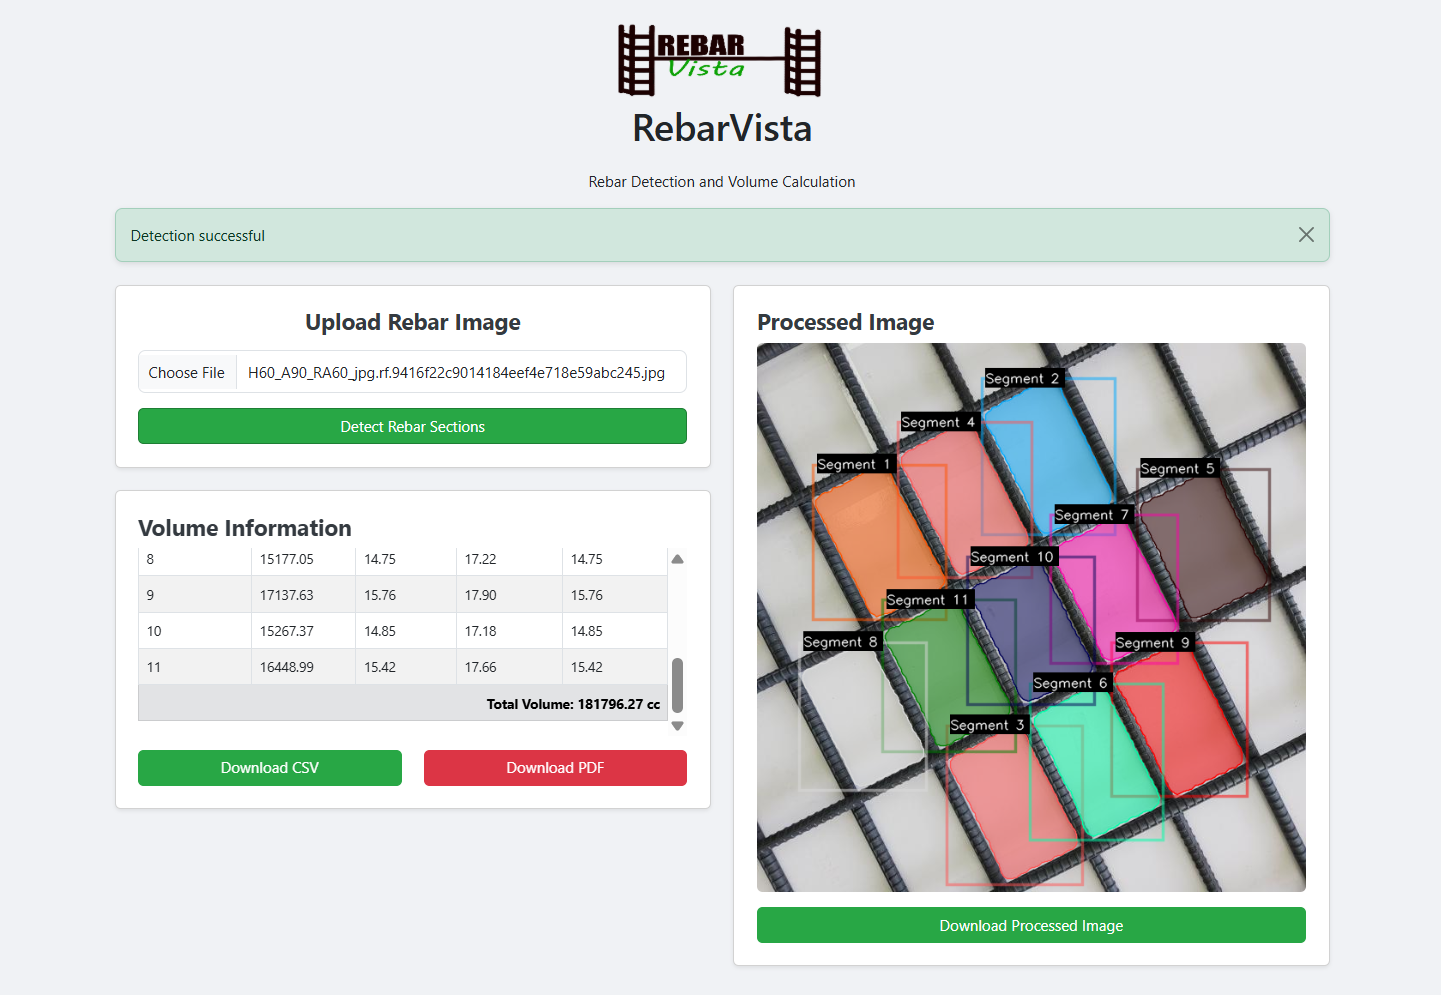 REBAR
Vista
RebarVista
Rebar Detection and Volume Calculation
Detection successful
Upload Rebar Image
Choose File H60_A90_RA60_jpg.rf.9416f22c9014184eef4e718e59abc245.jpg
Detect Rebar Sections
Volume Information
8 15177.05 14.75 17.22 14.75
9 17137.63 15.76 17.90 15.76
10 15267.37 14.85 17.18 14.85
11 16448.99 15.42 17.66 15.42
Total Volume: 181796.27 cc
Download CSV
Download PDF
Processed Image
Segment 2
Segment 4
Segment 1
Segment 5
Segment 7
Segment 10
Segment 11
Segment 8
Segment 9
Segment 6
Segment 3
Download Processed Image